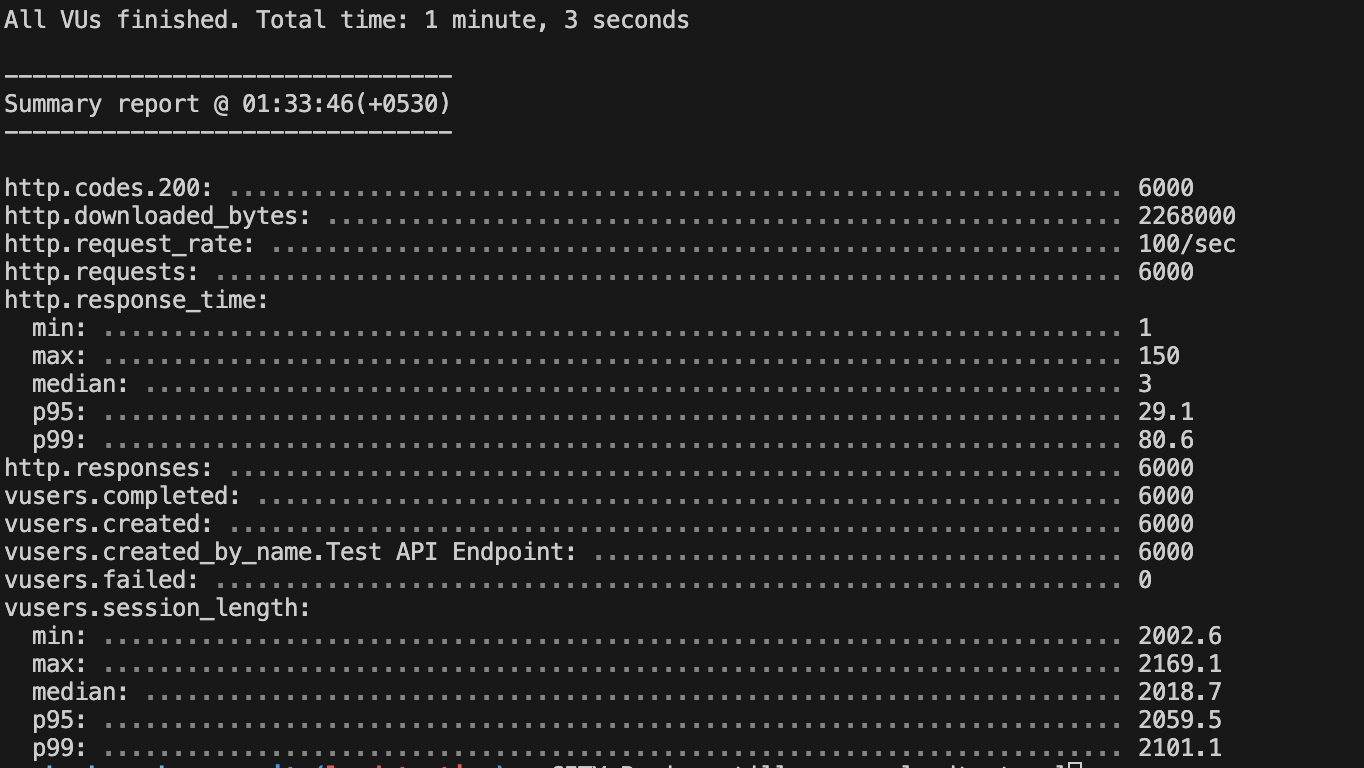 All VUs finished. Total time: 1 minute, 3 seconds
--------------------------------
Summary report @ 01:33:46(+0530)
--------------------------------
http.codes.200: ................................................................ 6000
http.downloaded_bytes: ......................................................... 2268000
http.request_rate: ............................................................. 100/sec
http.requests: ................................................................. 6000
http.response_time:
  min: ......................................................................... 1
  max: ......................................................................... 150
  median: ...................................................................... 3
  p95: ......................................................................... 29.1
  p99: ......................................................................... 80.6
http.responses: ................................................................ 6000
vusers.completed: .............................................................. 6000
vusers.created: ................................................................ 6000
vusers.created_by_name.Test API Endpoint: ...................................... 6000
vusers.failed: ................................................................. 0
vusers.session_length:
  min: ......................................................................... 2002.6
  max: ......................................................................... 2169.1
  median: ...................................................................... 2018.7
  p95: ......................................................................... 2059.5
  p99: ......................................................................... 2101.1